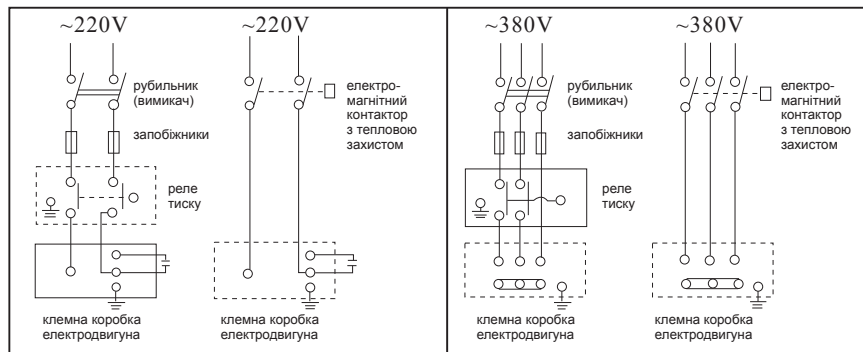 ~220V
~220V
рубильник
(вимикач)
запобіжники
електро-
магнітний
контактор
з тепловою
захистом
реле
тиску
клемна коробка
електродвигуна
клемна коробка
електродвигуна
~380V
~380V
рубильник
(вимикач)
запобіжники
електро-
магнітний
контактор
з тепловою
захистом
реле
тиску
клемна коробка
електродвигуна
клемна коробка
електродвигуна